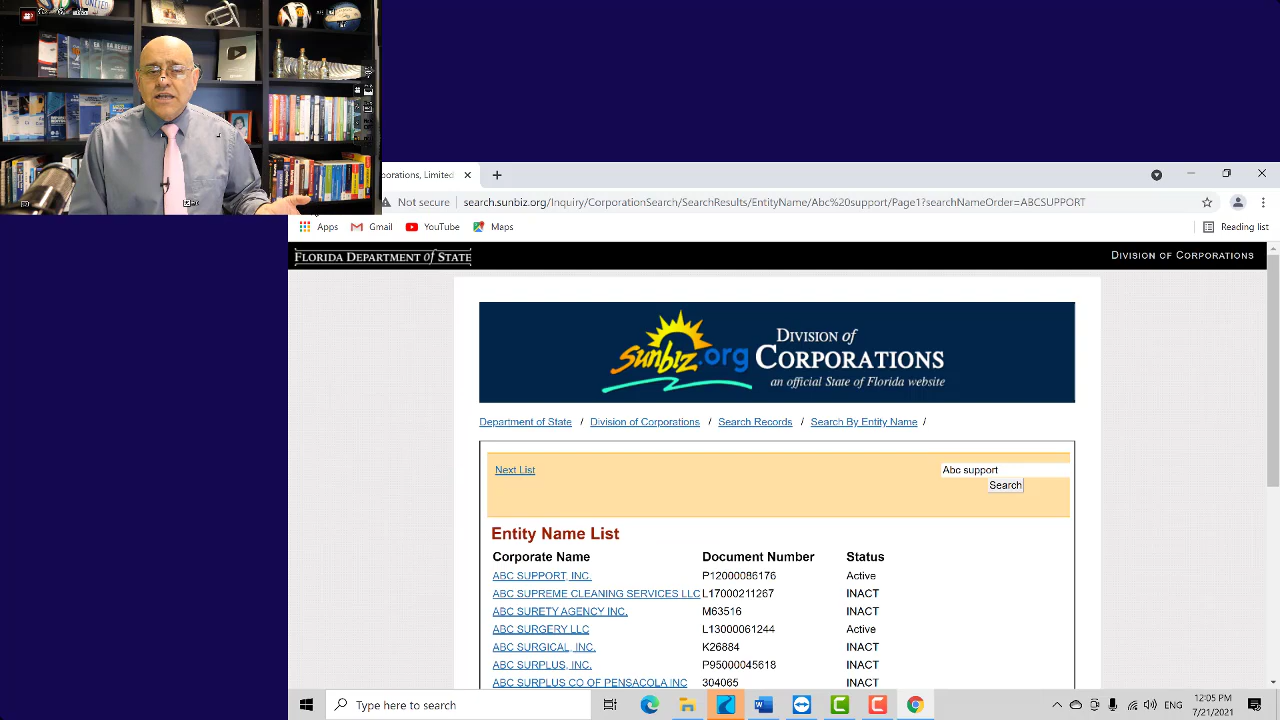 orations, Limited
Not secure search.sunbiz.org/Inquiry/CorporationSearch/SearchResults/EntityName/Abc%20support/Page1?searchNameOrder=ABCSUPPORT
Apps Gmail YouTube Maps Reading list
FLORIDA DEPARTMENT of STATE DIVISION OF CORPORATIONS
sunbiz.org DIVISION of CORPORATIONS
an official State of Florida website
Department of State / Division of Corporations / Search Records / Search By Entity Name /
Next List Abc support
Search
Entity Name List
Corporate Name Document Number Status
ABC SUPPORT, INC. P12000086176 Active
ABC SUPREME CLEANING SERVICES LLC L17000211267 INACT
ABC SURETY AGENCY INC. M63516 INACT
ABC SURGERY LLC L13000061244 Active
ABC SURGICAL, INC. K26884 INACT
ABC SURPLUS, INC. P95000045618 INACT
ABC SURPLUS CO OF PENSACOLA INC 304065 INACT
Type here to search
12:05 PM
7/21/2021